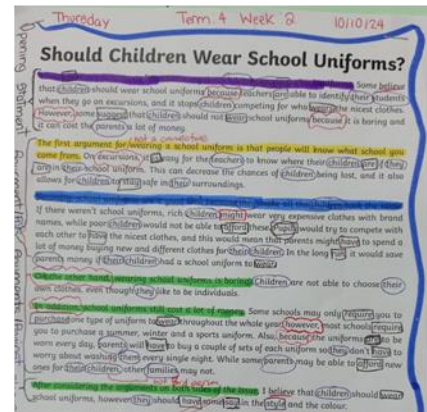 Thursday Term 4 Week 2 10/10/24
Opening Statement
Should Children Wear School Uniforms?
Some believe
that children should wear school uniforms because teachers are able to identify their students
when they go on excursions, and it stops children competing for who wears the nicest clothes.
However, some suggest that children should not wear school uniforms because it is boring and
it can cost the parents a lot of money.
The first argument for wearing a school uniform is that people will know what school you
come from. On excursions, it is easy for the teachers to know where their children are if they
are in their school uniform. This can decrease the chances of children being lost, and it also
allows for children to stay safe in their surroundings.
If there weren't school uniforms, rich children might wear very expensive clothes with brand
names, while poor children would not be able to afford these. Pupils would try to compete with
each other to have the nicest clothes, and this would mean that parents might have to spend a
lot of money buying new and different clothes for their children. In the long run, it would save
parents money if their children had a school uniform to wear.
On the other hand, wearing school uniforms is boring. Children are not able to choose their
own clothes, even though they like to be individuals.
In addition, school uniforms still cost a lot of money. Some schools may only require you to
purchase one type of uniform to wear throughout the whole year, however, most schools require
you to purchase a summer, winter and a sports uniform. Also, because the uniforms are to be
worn every day, parents will have to buy a couple of sets of each uniform so they don't have to
worry about washing them every single night. While some parents may be able to afford new
ones for their children, other families may not.
After considering the arguments on both sides of the issue, I believe that children should wear
school uniforms, however they should have some say in the style and the colour.